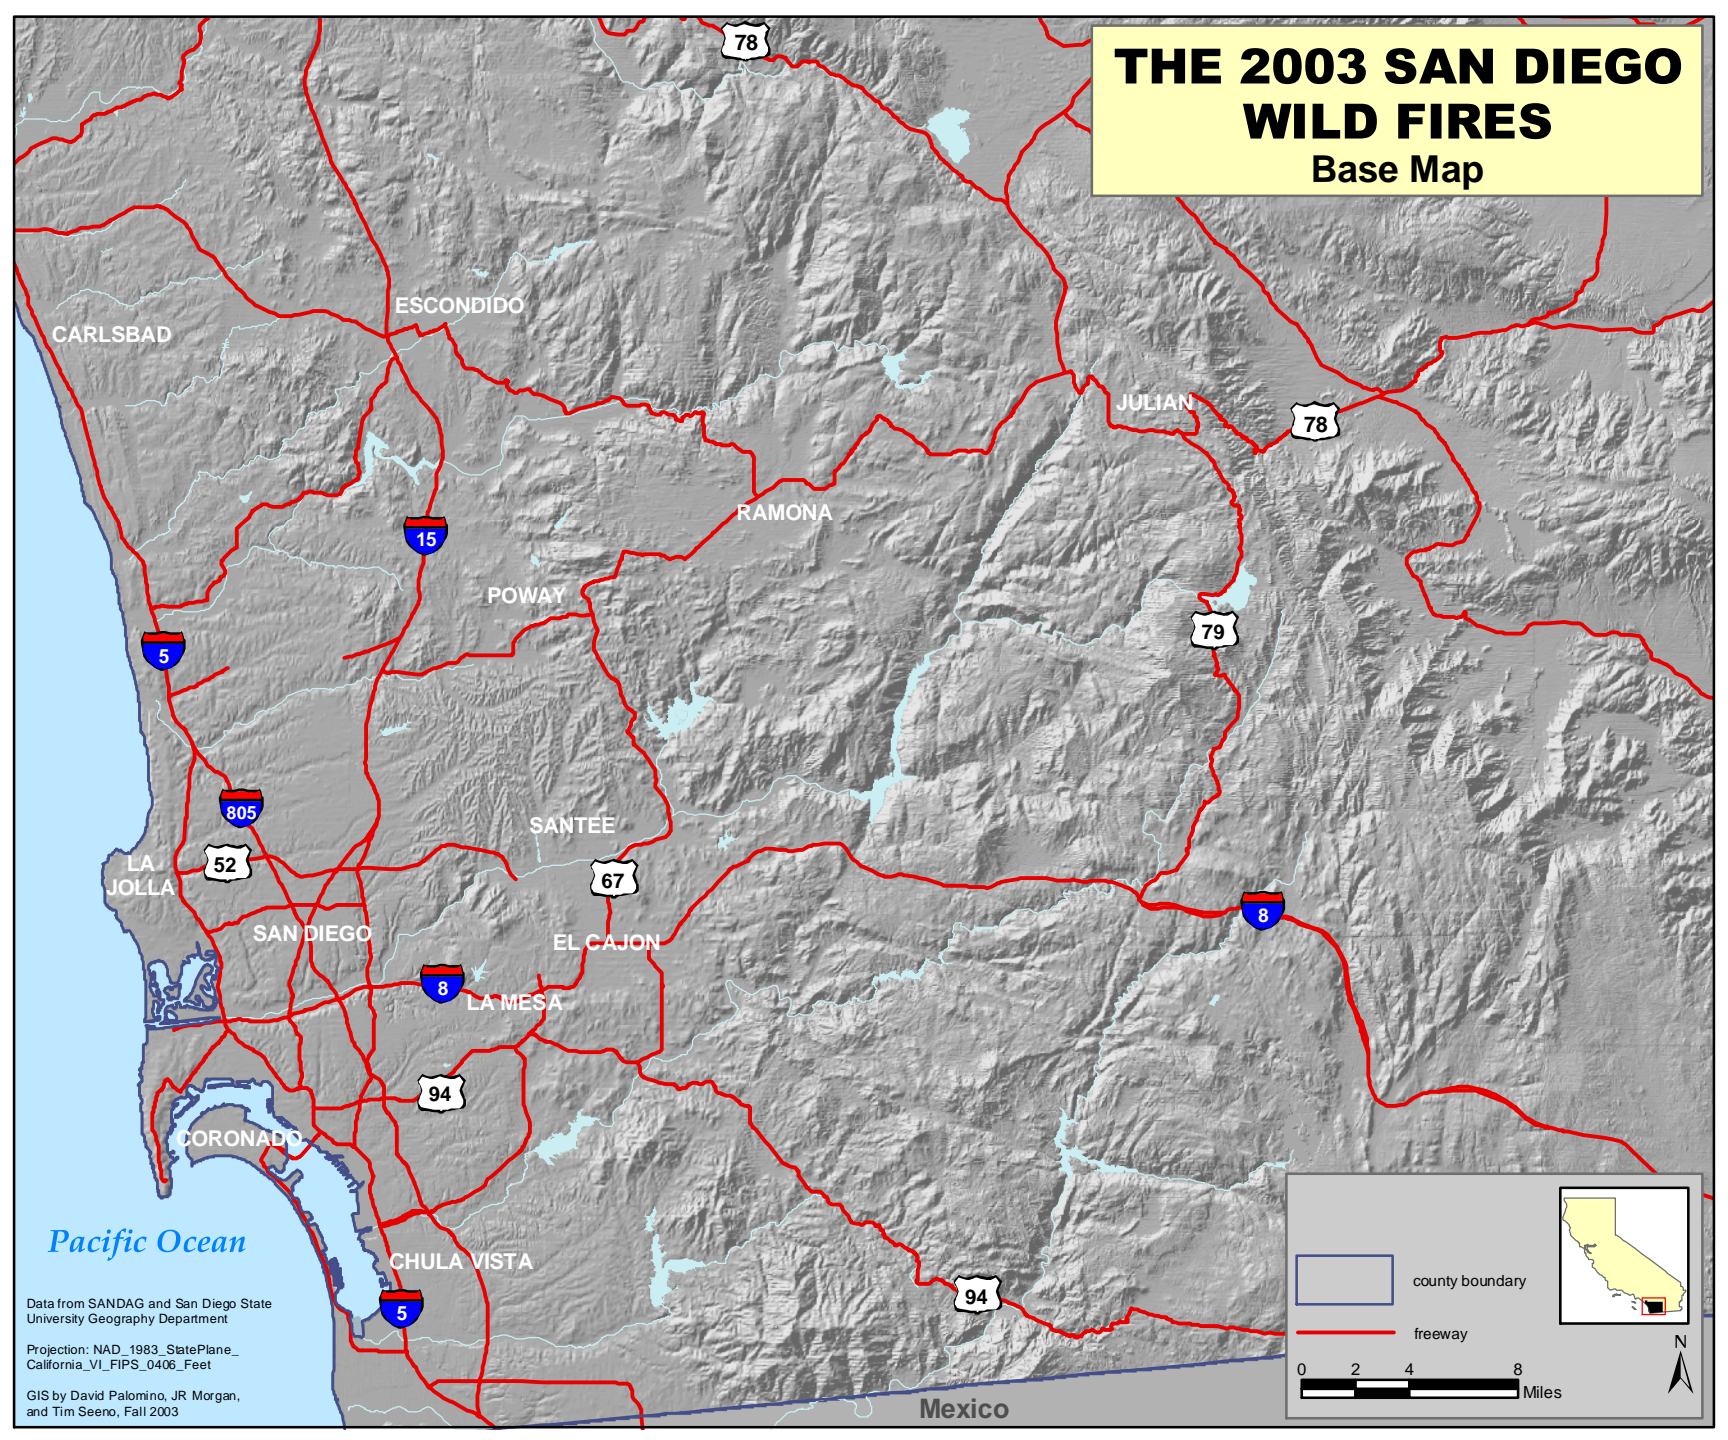 THE 2003 SAN DIEGO
WILD FIRES
Base Map
78
ESCONDIDO
CARLSBAD
JULIAN
78
RAMONA
15
POWAY
79
5
805
SANTEE
52
LA
JOLLA
67
8
SAN DIEGO
EL CAJON
8
LA MESA
94
CORONADO
Pacific Ocean
CHULA VISTA
94
5
Data from SANDAG and San Diego State
University Geography Department
Projection: NAD_1983_StatePlane_
California_VI_FIPS_0406_Feet
GIS by David Palomino, JR Morgan,
and Tim Seeno, Fall 2003
Mexico
county boundary
freeway
N
0 2 4 8
Miles